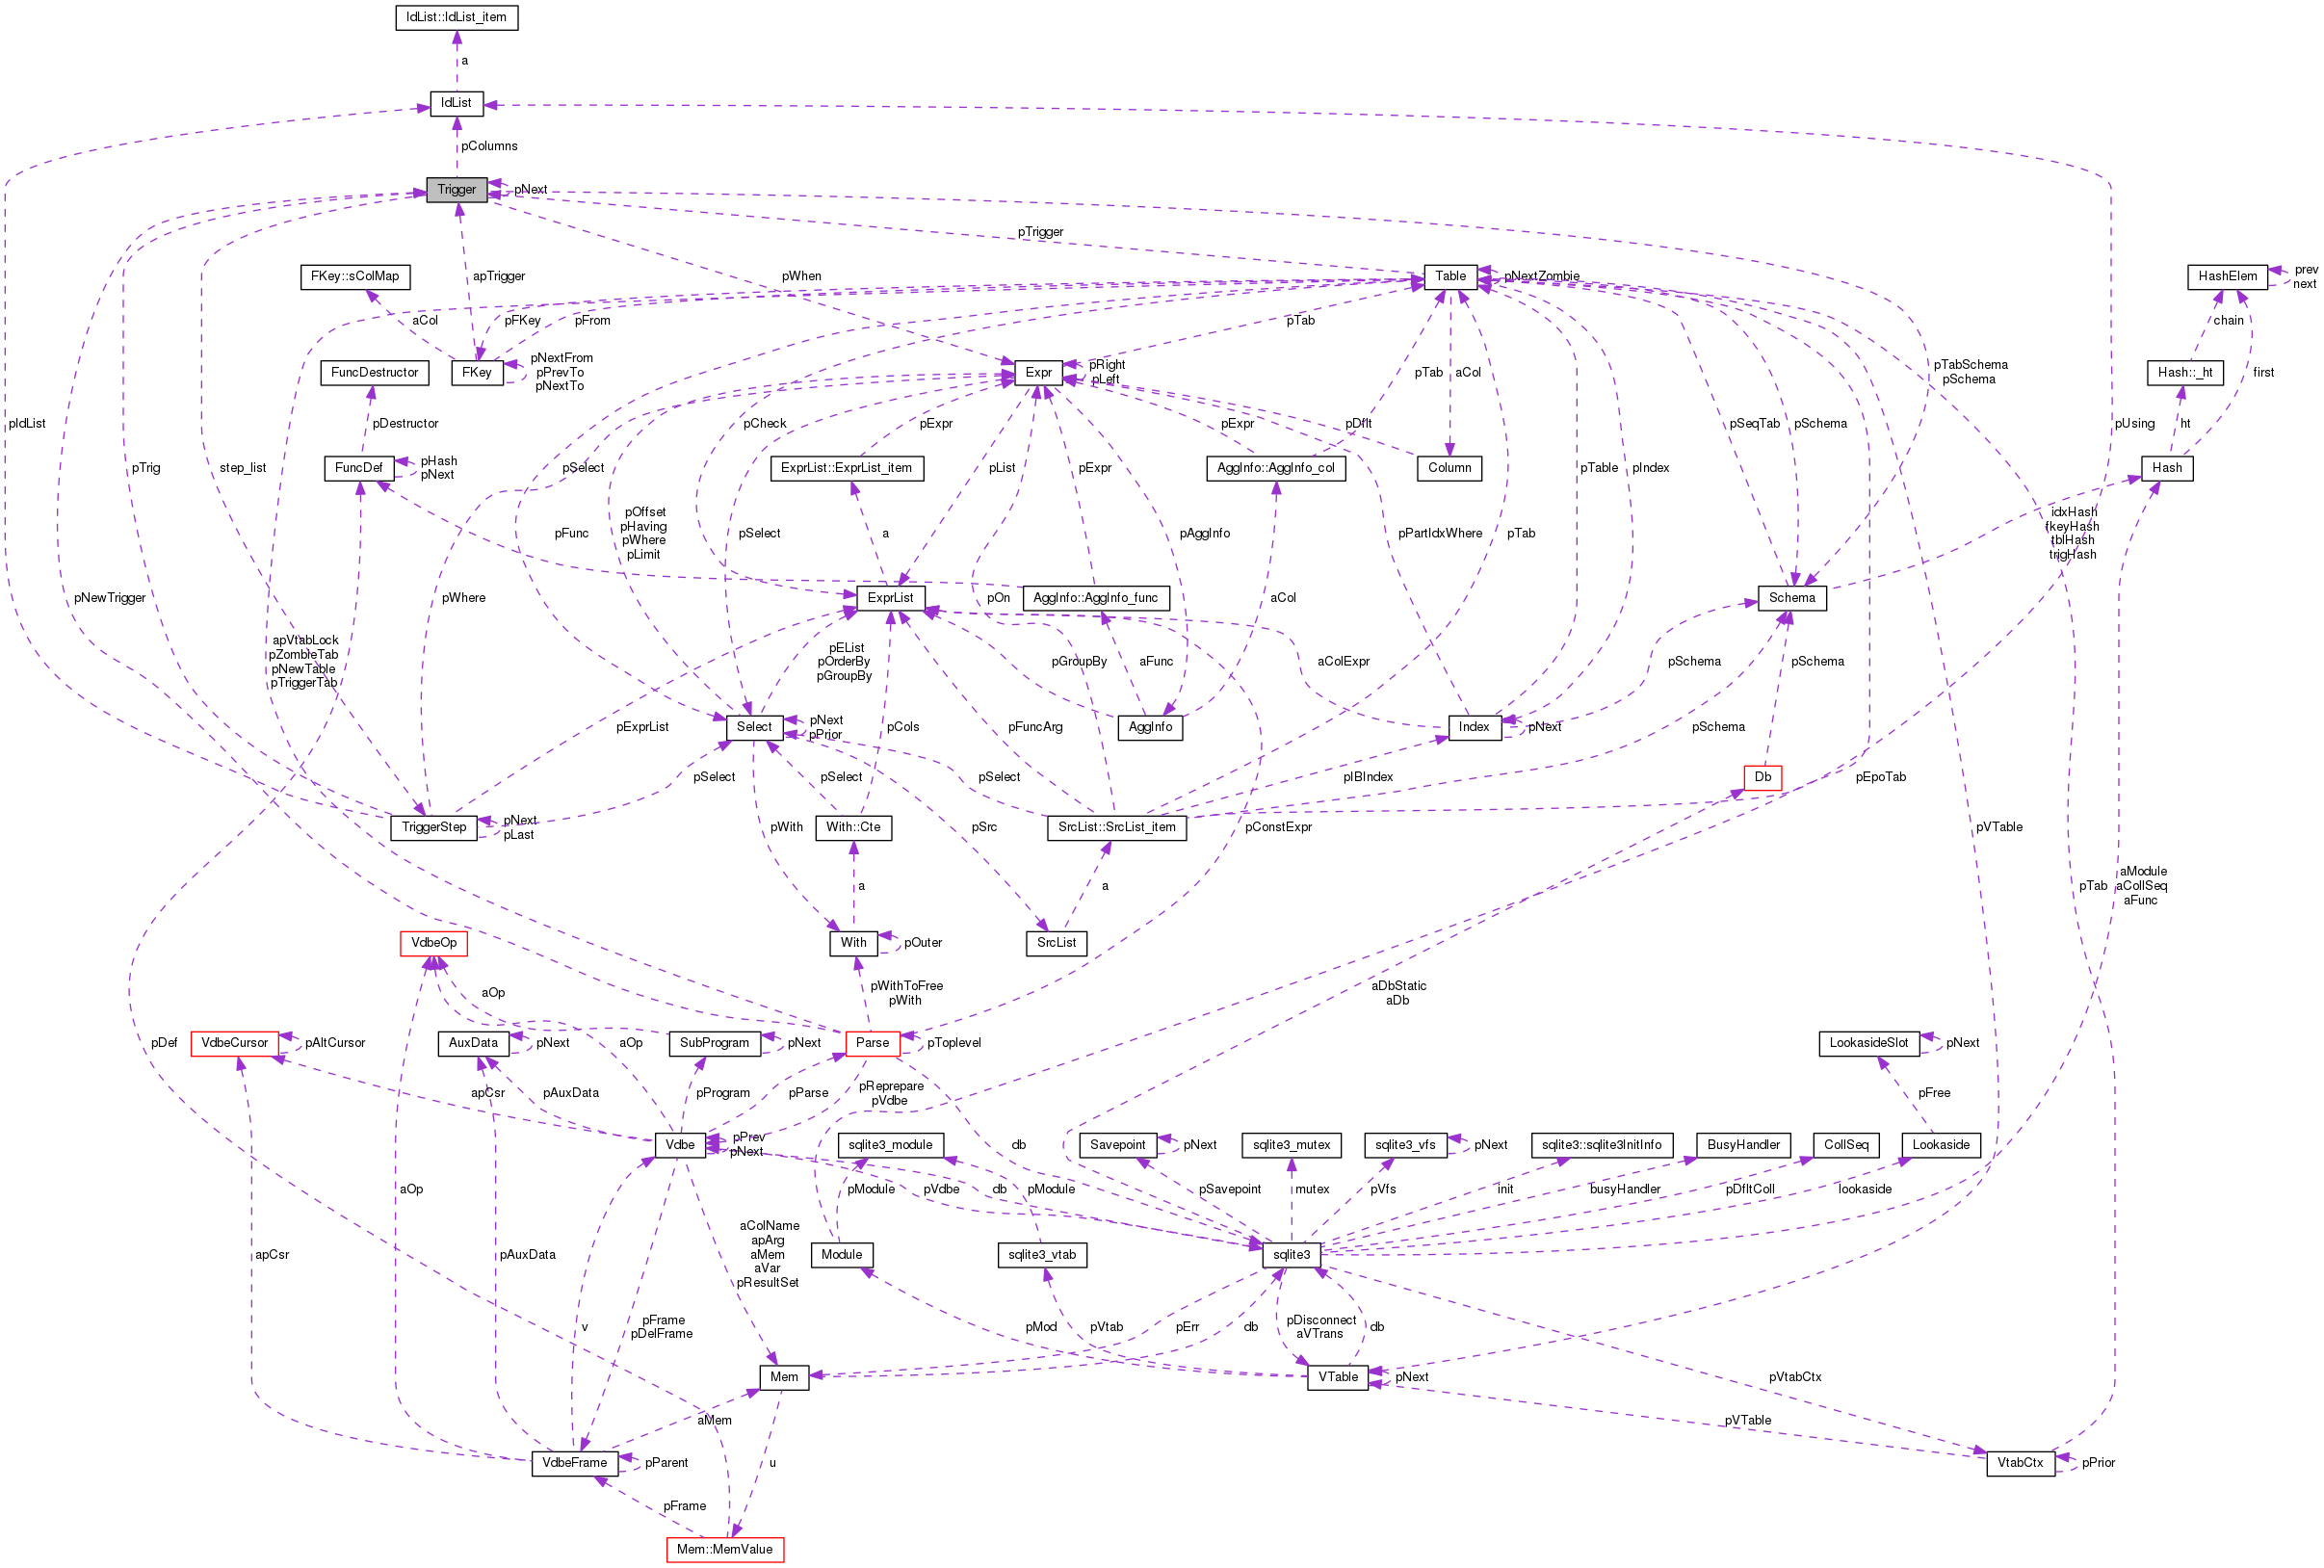 IdList::IdList_item
a
IdList
pColumns
Trigger
pNext
pTrigger
FKey::sColMap
apTrigger
pWhen
Table
pNextZombie
HashElem
prev
next
aCol
pFKey
pFrom
pTab
chain
FuncDestructor
FKey
pNextFrom
pPrevTo
pNextTo
Expr
pRight
pLeft
pTab
aCol
Hash::_ht
first
pTabSchema
pSchema
pIdList
pTrig
step_list
pDestructor
pCheck
pExpr
pExpr
pDflt
pSeqTab
pSchema
pUsing
ht
FuncDef
pHash
pNext
pSelect
ExprList::ExprList_item
pList
pExpr
AggInfo::AggInfo_col
Column
pTable
pIndex
Hash
pFunc
pOffset
pHaving
pWhere
pLimit
pSelect
a
pAggInfo
pPartIdxWhere
pTab
idxHash
fkeyHash
tblHash
trigHash
pNewTrigger
pWhere
ExprList
pOn
AggInfo::AggInfo_func
aCol
Schema
apVtabLock
pZombieTab
pNewTable
pTriggerTab
pEList
pOrderBy
pGroupBy
pGroupBy
aFunc
aColExpr
pSchema
pSchema
pExprList
Select
pNext
pPrior
pCols
pFuncArg
AggInfo
Index
pNext
pSchema
pSelect
pSelect
pSelect
pIBIndex
Db
pEpoTab
TriggerStep
pNext
pLast
pWith
With::Cte
pSrc
SrcList::SrcList_item
pConstExpr
pVTable
a
a
pTab
aModule
aCollSeq
aFunc
VdbeOp
With
pOuter
SrcList
aOp
pWithToFree
pWith
aDbStatic
aDb
pDef
VdbeCursor
pAltCursor
AuxData
pNext
aOp
SubProgram
pNext
Parse
pToplevel
LookasideSlot
pNext
apCsr
pAuxData
pProgram
pParse
pReprepare
pVdbe
pFree
Vdbe
pPrev
pNext
sqlite3_module
db
Savepoint
pNext
sqlite3_mutex
sqlite3_vfs
pNext
sqlite3::sqlite3InitInfo
BusyHandler
CollSeq
Lookaside
aOp
pModule
pVdbe
db
pModule
pSavepoint
mutex
pVfs
init
busyHandler
pDfltColl
lookaside
apCsr
pAuxData
aColName
apArg
aMem
aVar
pResultSet
Module
sqlite3_vtab
sqlite3
v
pFrame
pDelFrame
pMod
pVtab
pErr
db
pDisconnect
aVTrans
db
Mem
VTable
pNext
pVtabCtx
aMem
pVTable
VdbeFrame
pParent
u
VtabCtx
pPrior
pFrame
Mem::MemValue